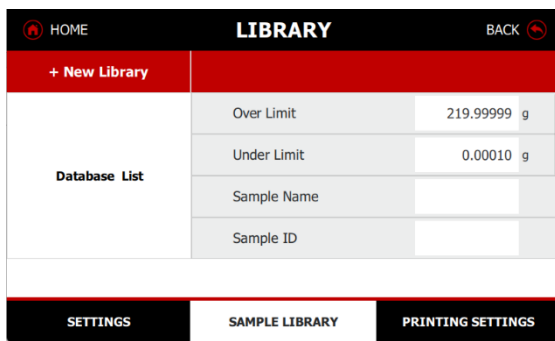 HOME
LIBRARY
BACK
+ New Library
Over Limit 219.99999 g
Under Limit 0.00010 g
Database List
Sample Name
Sample ID
SETTINGS
SAMPLE LIBRARY
PRINTING SETTINGS